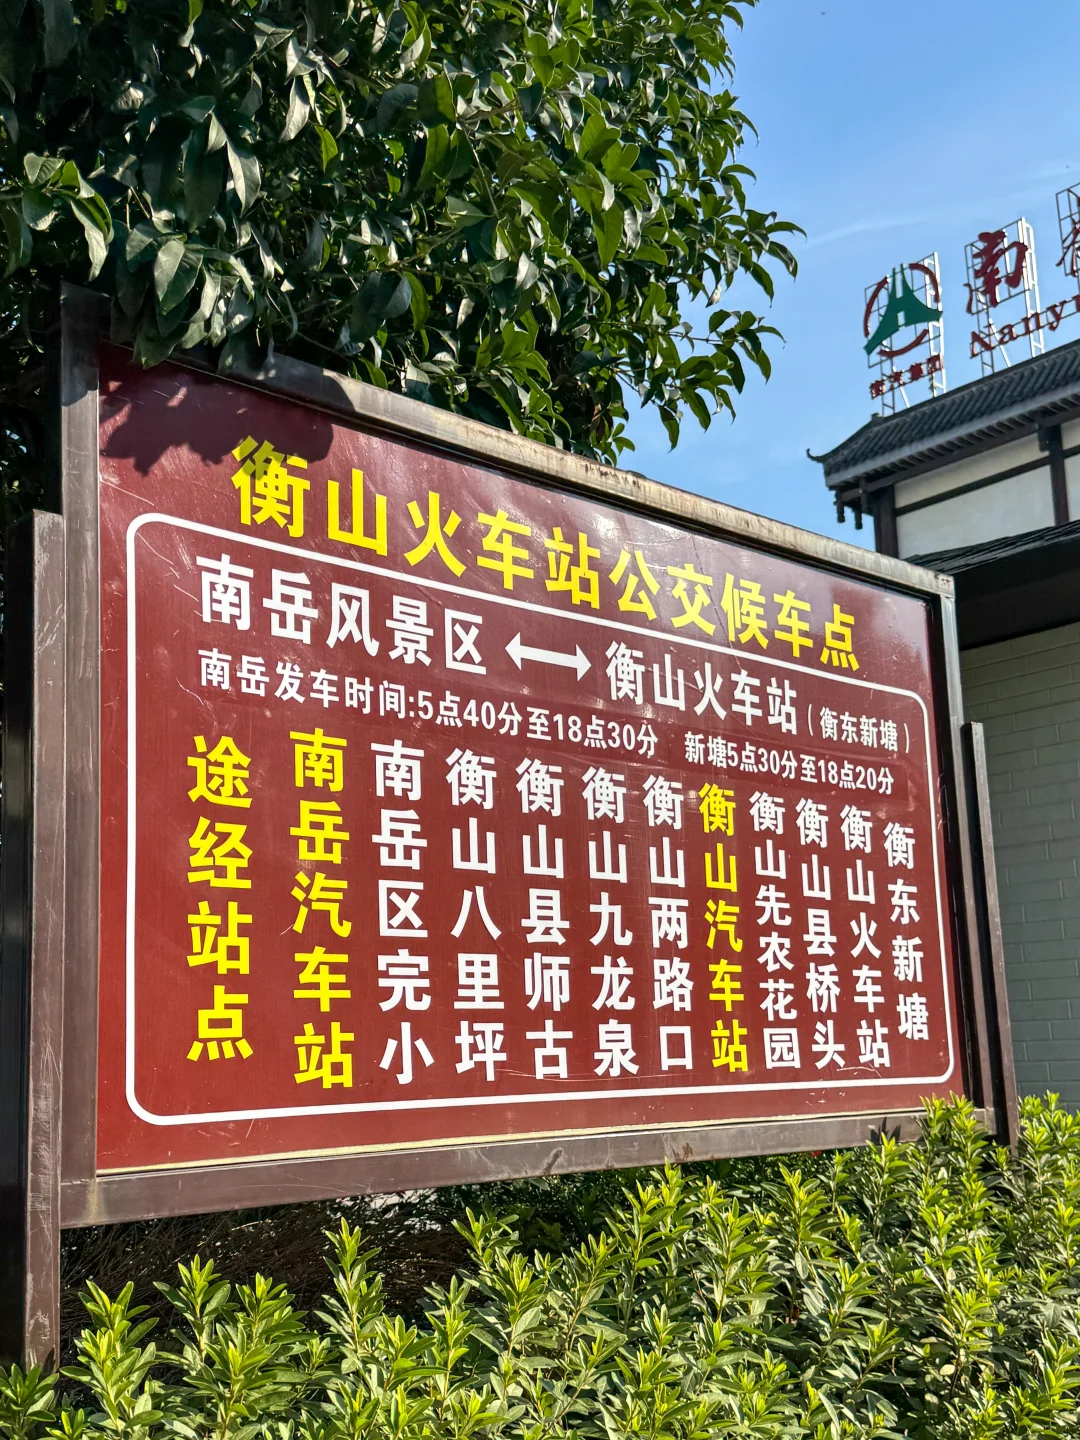 南
Nany
衡山火车站公交候车点
南岳风景区 ⟷ 衡山火车站（衡东新塘）
南岳发车时间:5点40分至18点30分 新塘5点30分至18点20分
途经站点
南岳汽车站
南岳区完小
衡山八里坪
衡山县师古
衡山九龙泉
衡山两路口
衡山汽车站
衡山先农花园
衡山县桥头
衡山火车站
衡东新塘